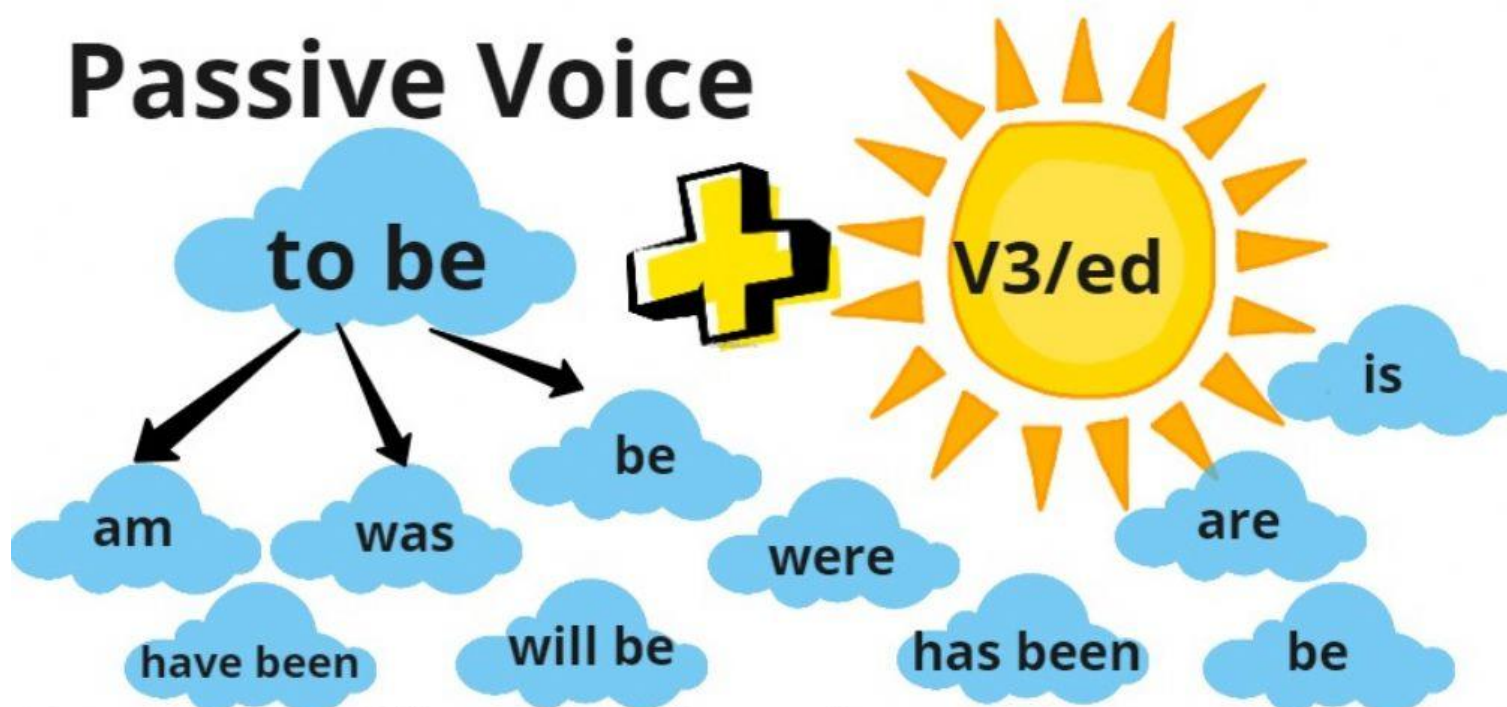 Passive Voice
to be
V3/ed
is
be
am
was
were
are
have been
will be
has been
be